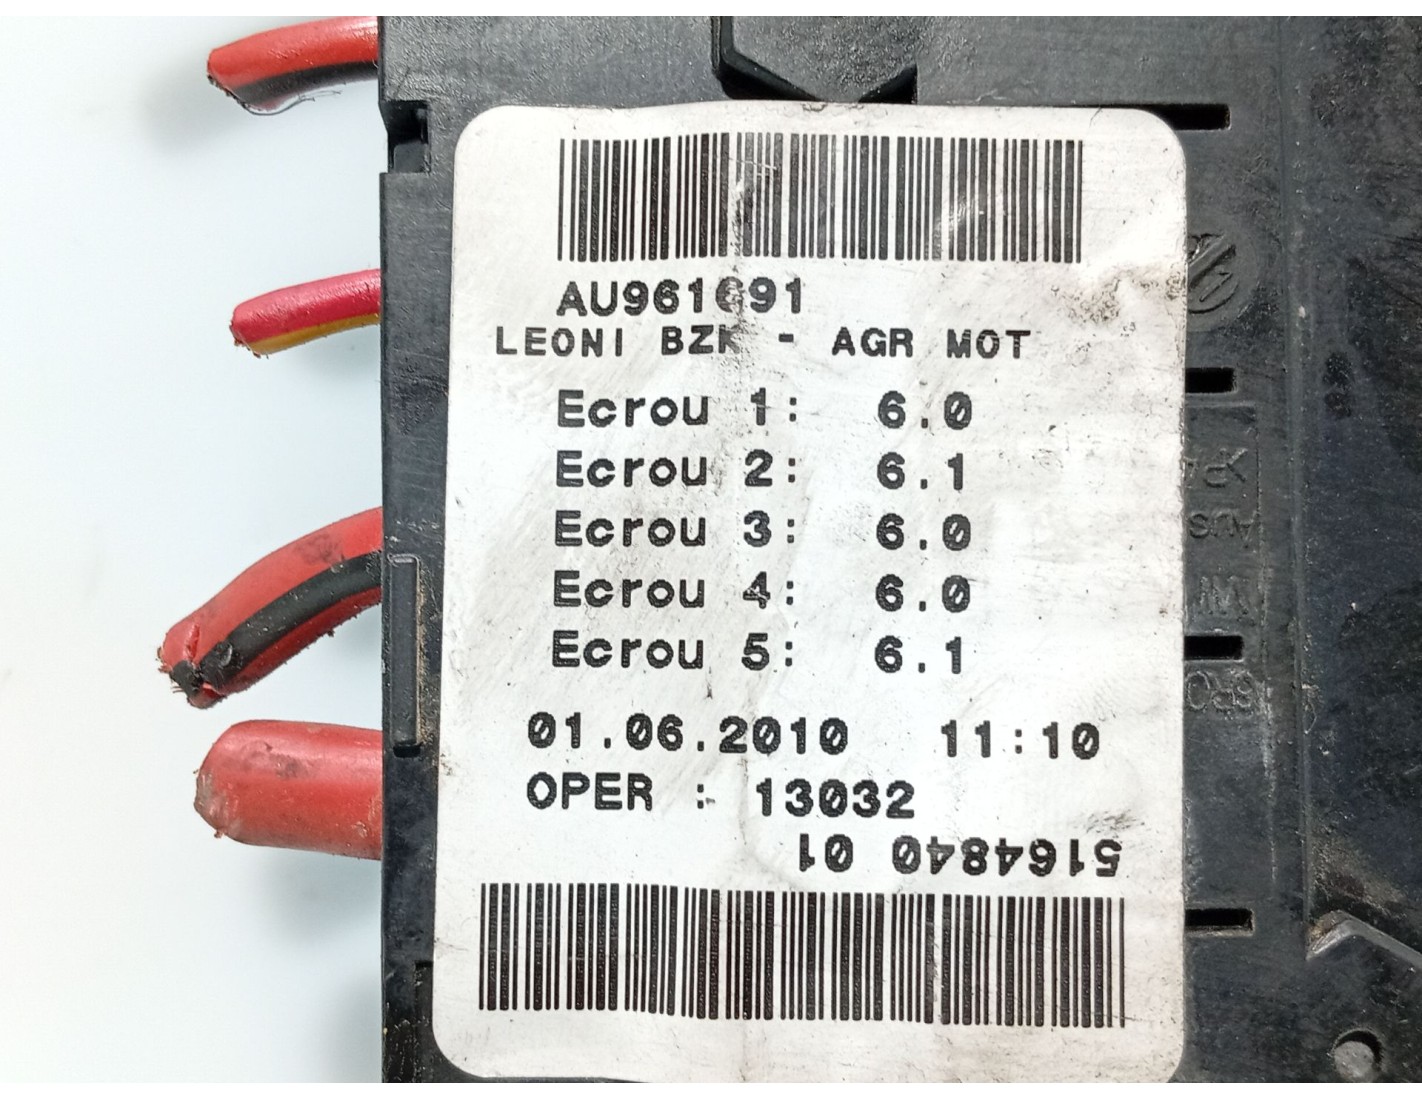 AU961691
LEONI BZK - AGR MOT
Ecrou 1: 6.0
Ecrou 2: 6.1
Ecrou 3: 6.0
Ecrou 4: 6.0
Ecrou 5: 6.1
01.06.2010 11:10
OPER : 13032
5164840 01